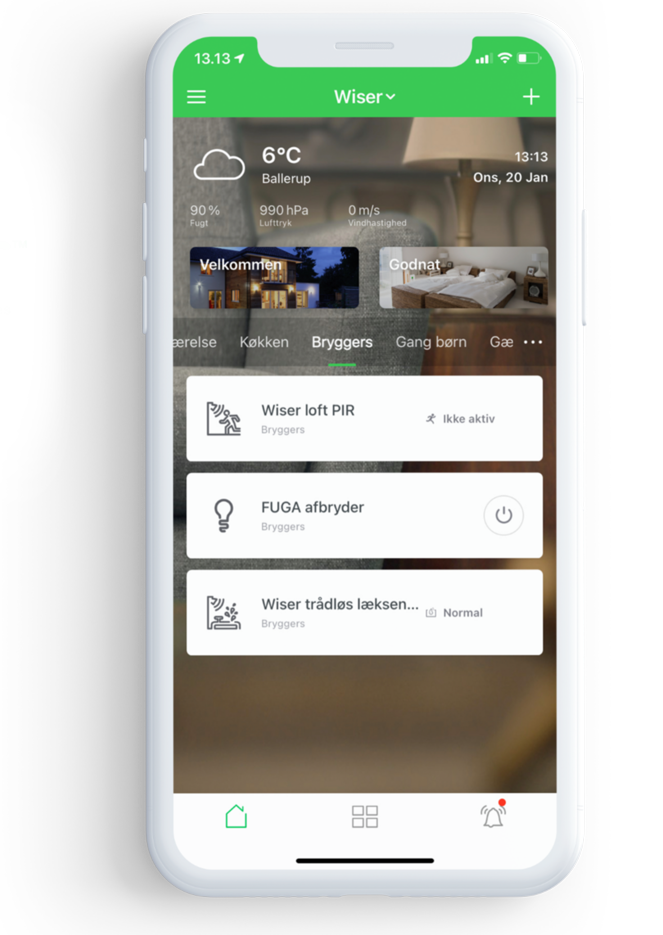 13.13
Wiser
6°C
Ballerup
13:13
Ons, 20 Jan
90 % 990 hPa 0 m/s
Fugt Lufttryk Vindhastighed
Velkommen Godnat
ærelse Køkken Bryggers Gang børn Gæ ...
Wiser loft PIR
Bryggers
Ikke aktiv
FUGA afbryder
Bryggers
Wiser trådløs læksen...
Bryggers
Normal